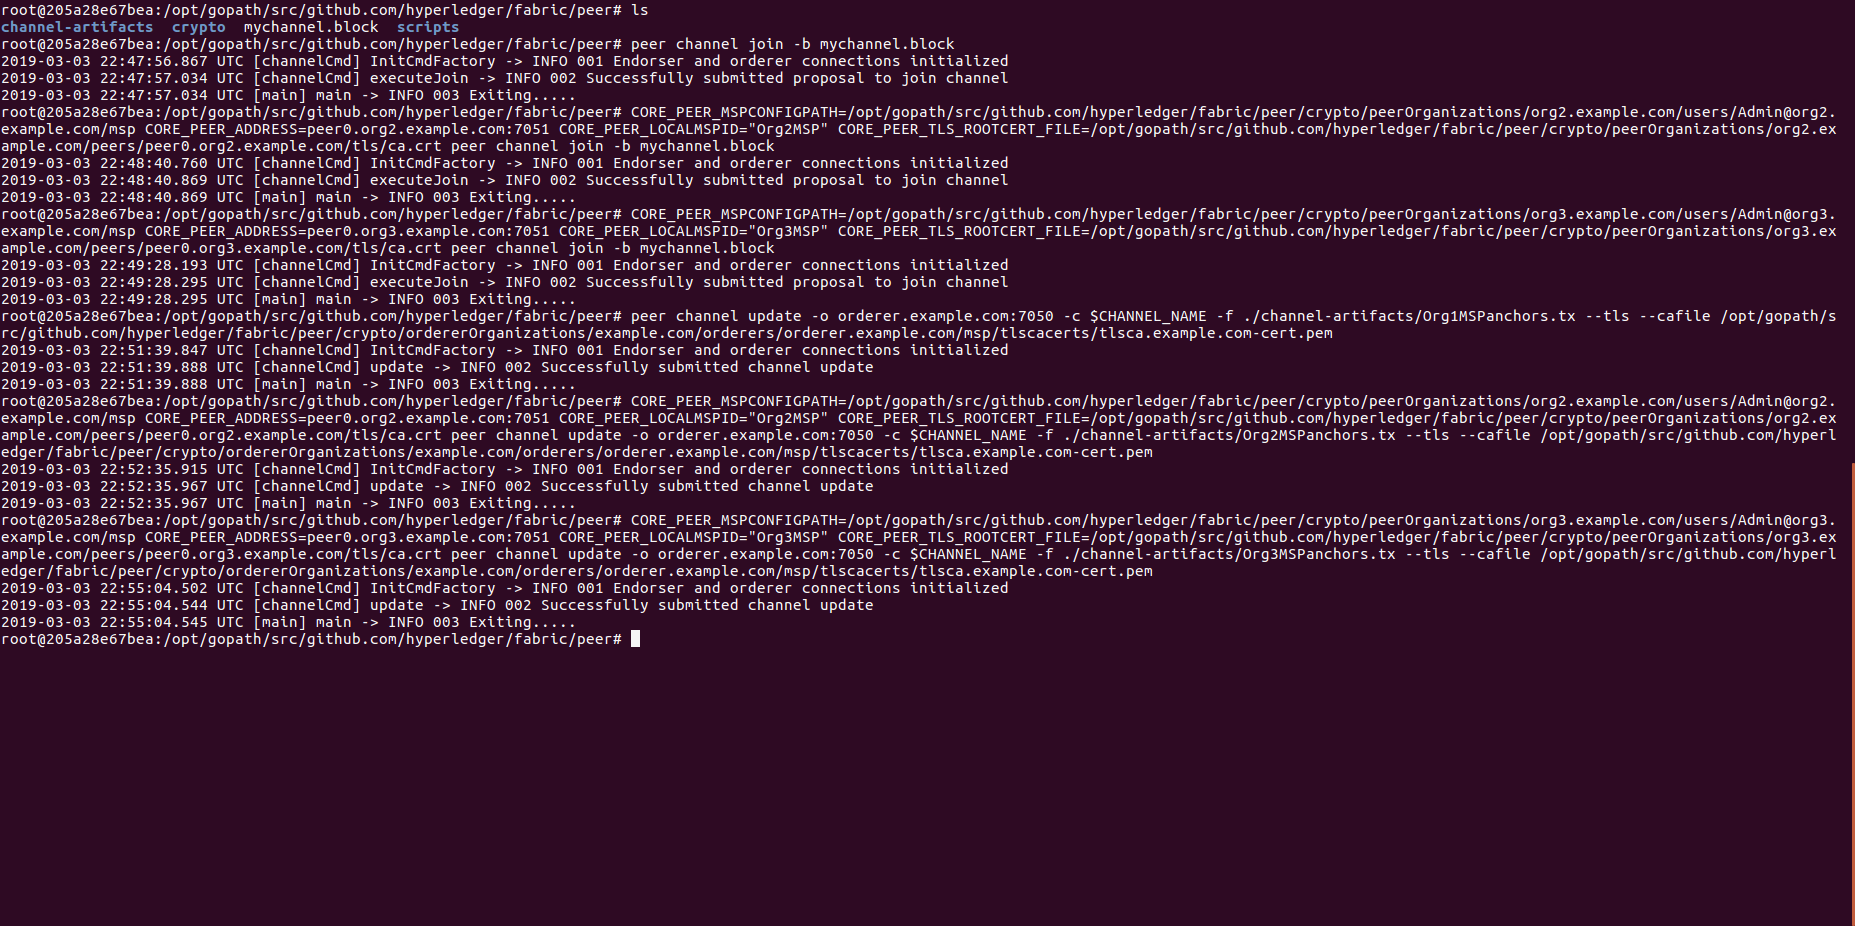 root@205a28e67bea:/opt/gopath/src/github.com/hyperledger/fabric/peer# ls
channel-artifacts  crypto  mychannel.block  scripts
root@205a28e67bea:/opt/gopath/src/github.com/hyperledger/fabric/peer# peer channel join -b mychannel.block
2019-03-03 22:47:56.867 UTC [channelCmd] InitCmdFactory -> INFO 001 Endorser and orderer connections initialized
2019-03-03 22:47:57.034 UTC [channelCmd] executeJoin -> INFO 002 Successfully submitted proposal to join channel
2019-03-03 22:47:57.034 UTC [main] main -> INFO 003 Exiting.....
root@205a28e67bea:/opt/gopath/src/github.com/hyperledger/fabric/peer# CORE_PEER_MSPCONFIGPATH=/opt/gopath/src/github.com/hyperledger/fabric/peer/crypto/peerOrganizations/org2.example.com/users/Admin@org2.
example.com/msp CORE_PEER_ADDRESS=peer0.org2.example.com:7051 CORE_PEER_LOCALMSPID="Org2MSP" CORE_PEER_TLS_ROOTCERT_FILE=/opt/gopath/src/github.com/hyperledger/fabric/peer/crypto/peerOrganizations/org2.ex
ample.com/peers/peer0.org2.example.com/tls/ca.crt peer channel join -b mychannel.block
2019-03-03 22:48:40.760 UTC [channelCmd] InitCmdFactory -> INFO 001 Endorser and orderer connections initialized
2019-03-03 22:48:40.869 UTC [channelCmd] executeJoin -> INFO 002 Successfully submitted proposal to join channel
2019-03-03 22:48:40.869 UTC [main] main -> INFO 003 Exiting.....
root@205a28e67bea:/opt/gopath/src/github.com/hyperledger/fabric/peer# CORE_PEER_MSPCONFIGPATH=/opt/gopath/src/github.com/hyperledger/fabric/peer/crypto/peerOrganizations/org3.example.com/users/Admin@org3.
example.com/msp CORE_PEER_ADDRESS=peer0.org3.example.com:7051 CORE_PEER_LOCALMSPID="Org3MSP" CORE_PEER_TLS_ROOTCERT_FILE=/opt/gopath/src/github.com/hyperledger/fabric/peer/crypto/peerOrganizations/org3.ex
ample.com/peers/peer0.org3.example.com/tls/ca.crt peer channel join -b mychannel.block
2019-03-03 22:49:28.193 UTC [channelCmd] InitCmdFactory -> INFO 001 Endorser and orderer connections initialized
2019-03-03 22:49:28.295 UTC [channelCmd] executeJoin -> INFO 002 Successfully submitted proposal to join channel
2019-03-03 22:49:28.295 UTC [main] main -> INFO 003 Exiting.....
root@205a28e67bea:/opt/gopath/src/github.com/hyperledger/fabric/peer# peer channel update -o orderer.example.com:7050 -c $CHANNEL_NAME -f ./channel-artifacts/Org1MSPanchors.tx --tls --cafile /opt/gopath/s
rc/github.com/hyperledger/fabric/peer/crypto/ordererOrganizations/example.com/orderers/orderer.example.com/msp/tlscacerts/tlsca.example.com-cert.pem
2019-03-03 22:51:39.847 UTC [channelCmd] InitCmdFactory -> INFO 001 Endorser and orderer connections initialized
2019-03-03 22:51:39.888 UTC [channelCmd] update -> INFO 002 Successfully submitted channel update
2019-03-03 22:51:39.888 UTC [main] main -> INFO 003 Exiting.....
root@205a28e67bea:/opt/gopath/src/github.com/hyperledger/fabric/peer# CORE_PEER_MSPCONFIGPATH=/opt/gopath/src/github.com/hyperledger/fabric/peer/crypto/peerOrganizations/org2.example.com/users/Admin@org2.
example.com/msp CORE_PEER_ADDRESS=peer0.org2.example.com:7051 CORE_PEER_LOCALMSPID="Org2MSP" CORE_PEER_TLS_ROOTCERT_FILE=/opt/gopath/src/github.com/hyperledger/fabric/peer/crypto/peerOrganizations/org2.ex
ample.com/peers/peer0.org2.example.com/tls/ca.crt peer channel update -o orderer.example.com:7050 -c $CHANNEL_NAME -f ./channel-artifacts/Org2MSPanchors.tx --tls --cafile /opt/gopath/src/github.com/hyperl
edger/fabric/peer/crypto/ordererOrganizations/example.com/orderers/orderer.example.com/msp/tlscacerts/tlsca.example.com-cert.pem
2019-03-03 22:52:35.915 UTC [channelCmd] InitCmdFactory -> INFO 001 Endorser and orderer connections initialized
2019-03-03 22:52:35.967 UTC [channelCmd] update -> INFO 002 Successfully submitted channel update
2019-03-03 22:52:35.967 UTC [main] main -> INFO 003 Exiting.....
root@205a28e67bea:/opt/gopath/src/github.com/hyperledger/fabric/peer# CORE_PEER_MSPCONFIGPATH=/opt/gopath/src/github.com/hyperledger/fabric/peer/crypto/peerOrganizations/org3.example.com/users/Admin@org3.
example.com/msp CORE_PEER_ADDRESS=peer0.org3.example.com:7051 CORE_PEER_LOCALMSPID="Org3MSP" CORE_PEER_TLS_ROOTCERT_FILE=/opt/gopath/src/github.com/hyperledger/fabric/peer/crypto/peerOrganizations/org3.ex
ample.com/peers/peer0.org3.example.com/tls/ca.crt peer channel update -o orderer.example.com:7050 -c $CHANNEL_NAME -f ./channel-artifacts/Org3MSPanchors.tx --tls --cafile /opt/gopath/src/github.com/hyperl
edger/fabric/peer/crypto/ordererOrganizations/example.com/orderers/orderer.example.com/msp/tlscacerts/tlsca.example.com-cert.pem
2019-03-03 22:55:04.502 UTC [channelCmd] InitCmdFactory -> INFO 001 Endorser and orderer connections initialized
2019-03-03 22:55:04.544 UTC [channelCmd] update -> INFO 002 Successfully submitted channel update
2019-03-03 22:55:04.545 UTC [main] main -> INFO 003 Exiting.....
root@205a28e67bea:/opt/gopath/src/github.com/hyperledger/fabric/peer#